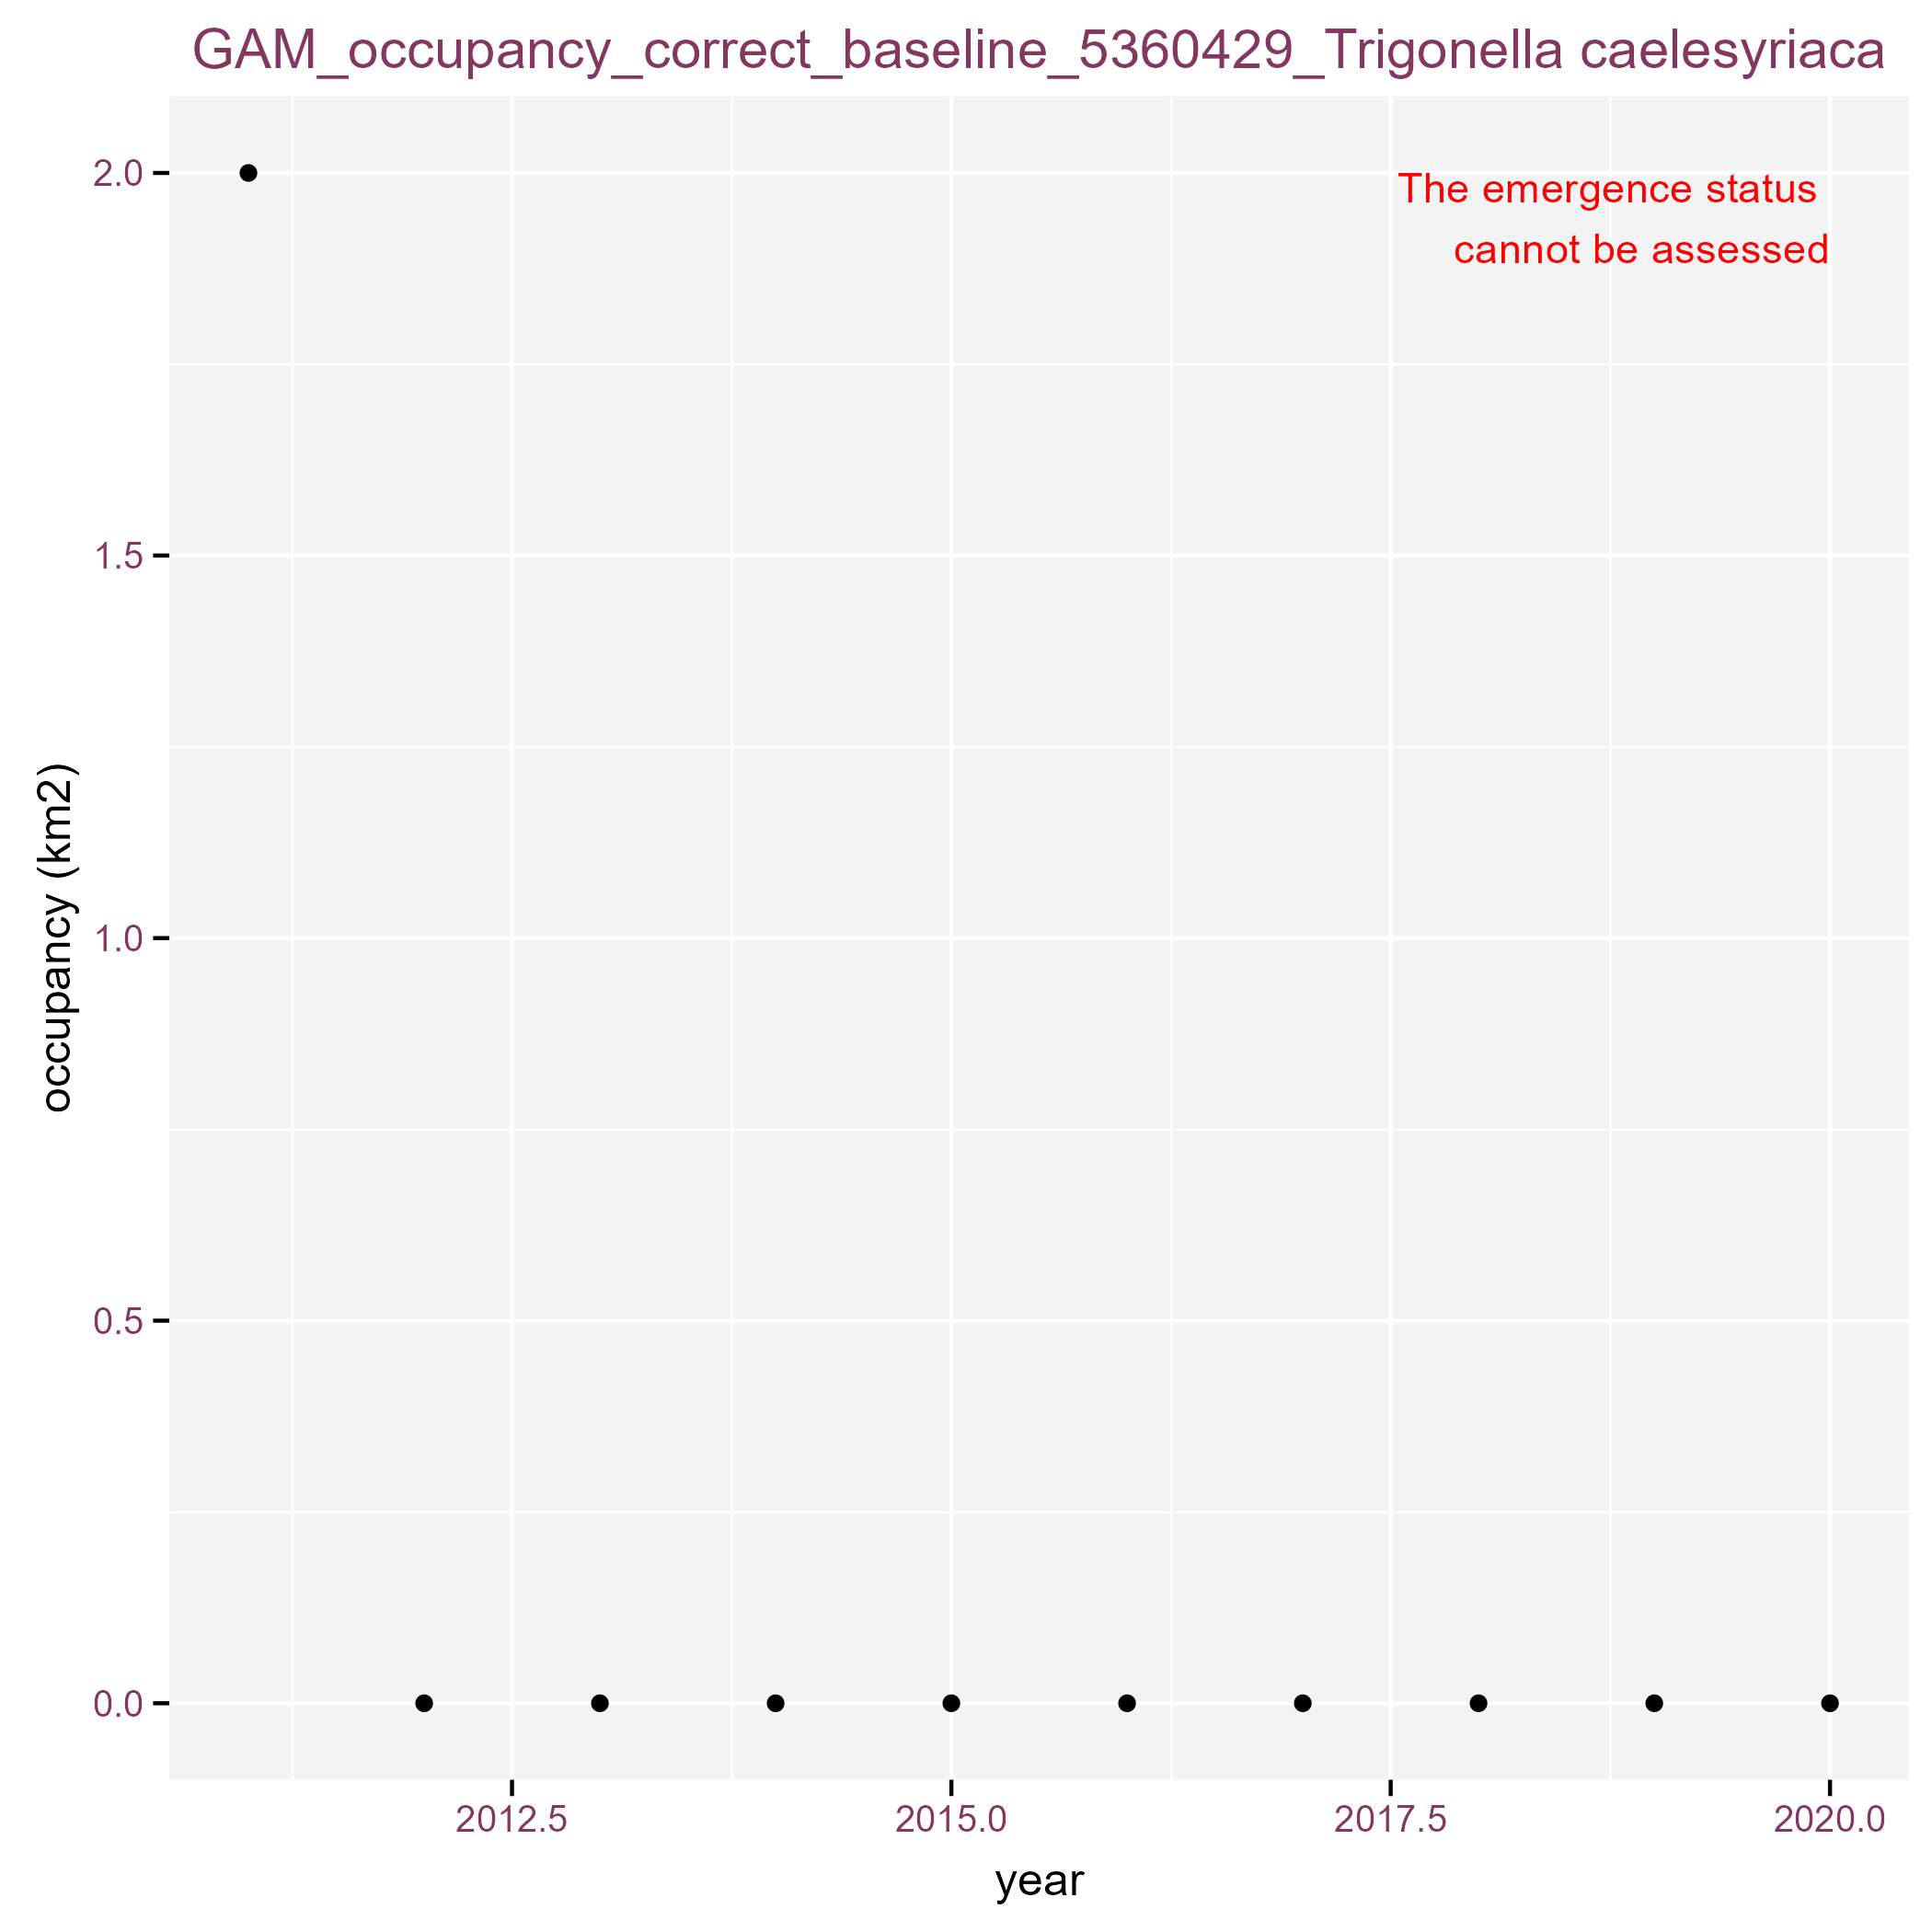 GAM_occupancy_correct_baseline_5360429_Trigonella caelesyriaca
The emergence status
cannot be assessed
2.0
1.5
1.0
0.5
0.0
occupancy (km2)
2012.5
2015.0
2017.5
2020.0
year